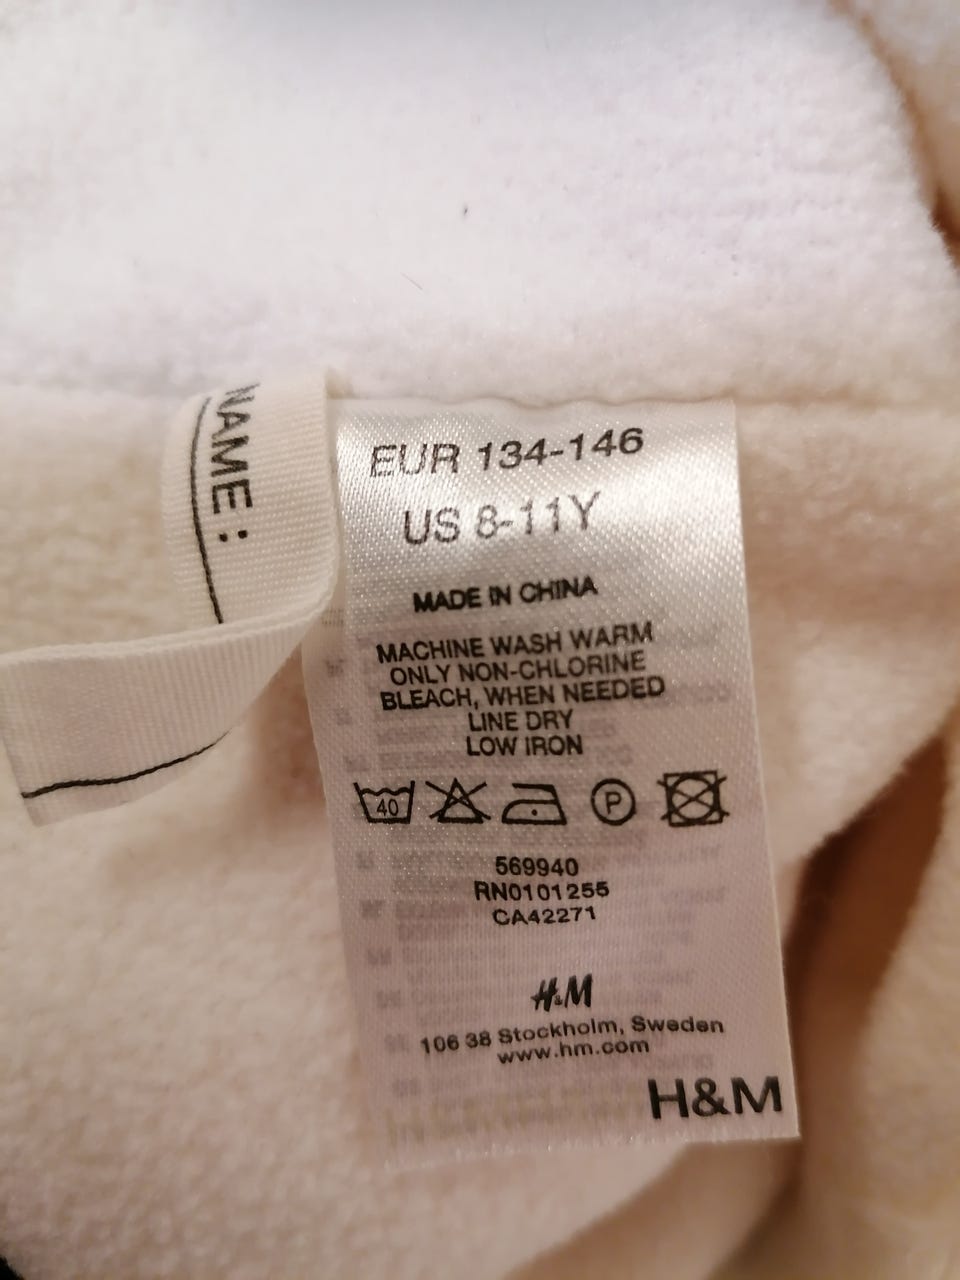 NAME :
EUR 134-146
US 8-11Y
MADE IN CHINA
MACHINE WASH WARM
ONLY NON-CHLORINE
BLEACH, WHEN NEEDED
LINE DRY
LOW IRON
40
P
569940
RN0101255
CA42271
H&M
106 38 Stockholm, Sweden
www.hm.com
H&M